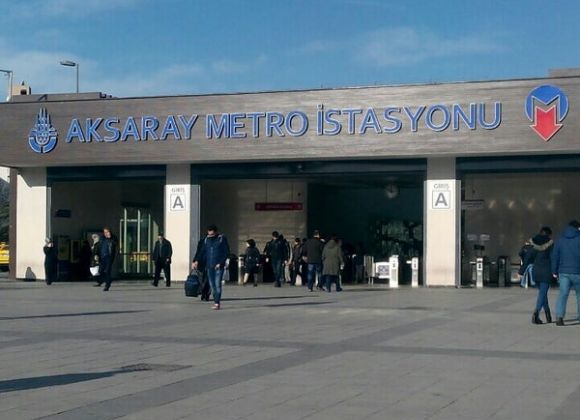 AKSARAY METRO İSTASYONU
M
GİRİŞ
A
GİRİŞ
A